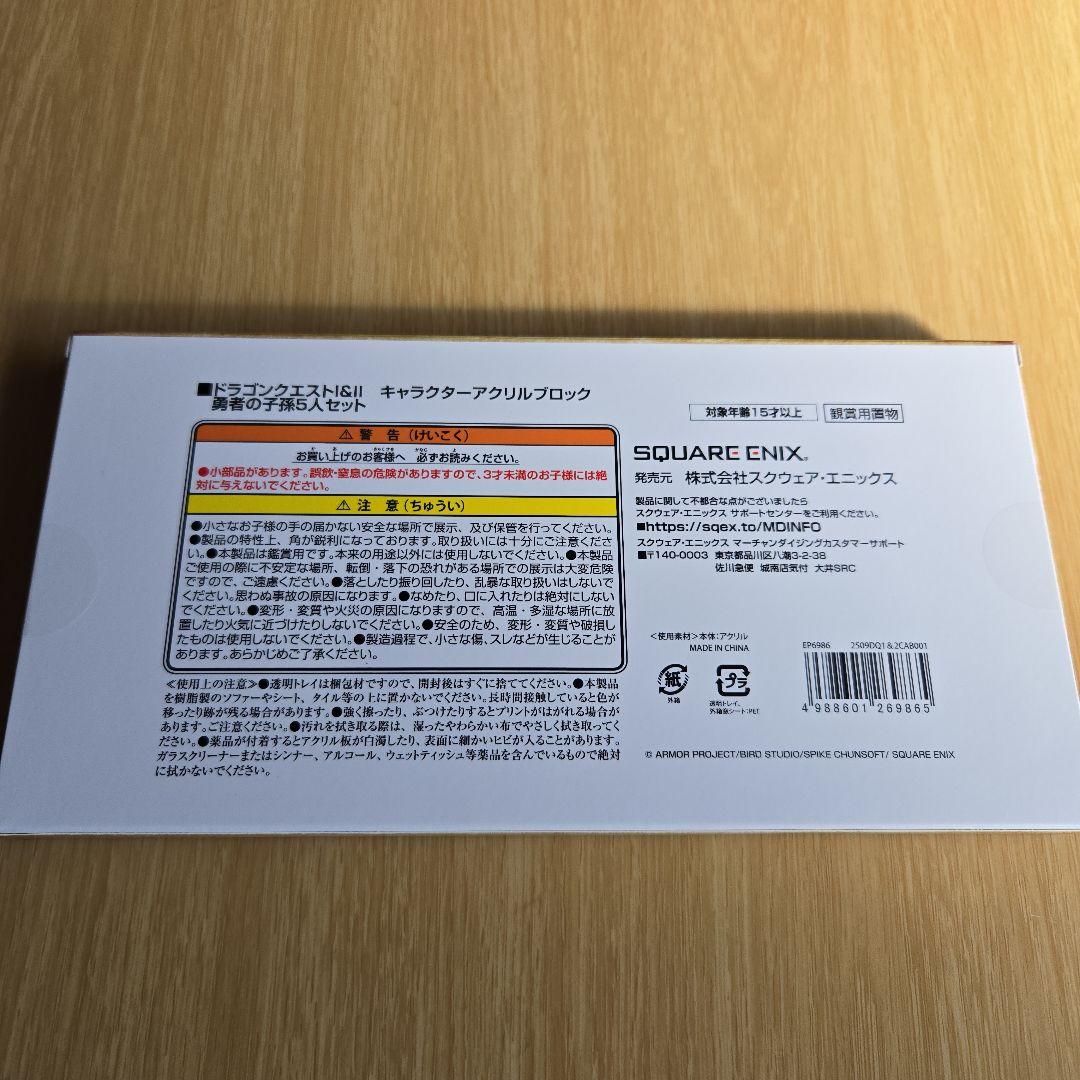 ■ドラゴンクエストI&II キャラクターアクリルブロック
勇者の子孫5人セット
⚠ 警 告 (けいこく)
お買い上げのお客様へ 必ずお読みください。
●小部品があります。誤飲・窒息の危険がありますので、3才未満のお子様には絶
対に与えないでください。
⚠ 注 意 (ちゅうい)
●小さなお子様の手の届かない安全な場所で展示、及び保管を行ってください。
●製品の特性上、角が鋭利になっております。取り扱いには十分にご注意くださ
い。●本製品は鑑賞用です。本来の用途以外には使用しないでください。●本製品
ご使用の際に不安定な場所、転倒・落下の恐れがある場所での展示は大変危険
ですので、ご遠慮ください。●落としたり振り回したり、乱暴な取り扱いはしないで
ください。思わぬ事故の原因になります。●なめたり、口に入れたりは絶対にしない
でください。●変形・変質や火災の原因になりますので、高温・多湿な場所に放
置したり火気に近づけたりしないでください。●安全のため、変形・変質や破損し
たものは使用しないでください。●製造過程で、小さな傷、スレなどが生じることが
あります。あらかじめご了承ください。
≪使用上の注意≫●透明トレイは梱包材ですので、開封後はすぐに捨ててください。●本製品
を樹脂製のソファーやシート、タイル等の上に置かないでください。長時間接触していると色が
移ったり跡が残る場合があります。●強く擦ったり、ぶつけたりするとプリントがはがれる場合が
あります。ご注意ください。●汚れを拭き取る際は、湿ったやわらかい布でやさしく拭き取ってく
ださい。●薬品が付着するとアクリル板が白濁したり、表面に細かいヒビが入ることがあります。
ガラスクリーナーまたはシンナー、アルコール、ウェットティッシュ等薬品を含んでいるもので絶対
に拭かないでください。
対象年齢15才以上 観賞用置物
SQUARE ENIX®
発売元 株式会社スクウェア・エニックス
製品に関して不都合な点がございましたら
スクウェア・エニックス サポートセンターをご利用ください。
■https://sqex.to/MDINFO
スクウェア・エニックス マーチャンダイジングカスタマーサポート
■〒140-0003 東京都品川区八潮3-2-38
佐川急便 城南店気付 大井SRC
<使用素材>本体:アクリル
MADE IN CHINA
紙
外箱
プラ
透明トレイ、
外箱窓シート:PET
EP6986 2509DQ1&2CAB001
4 988601 269865
© ARMOR PROJECT/BIRD STUDIO/SPIKE CHUNSOFT/ SQUARE ENIX